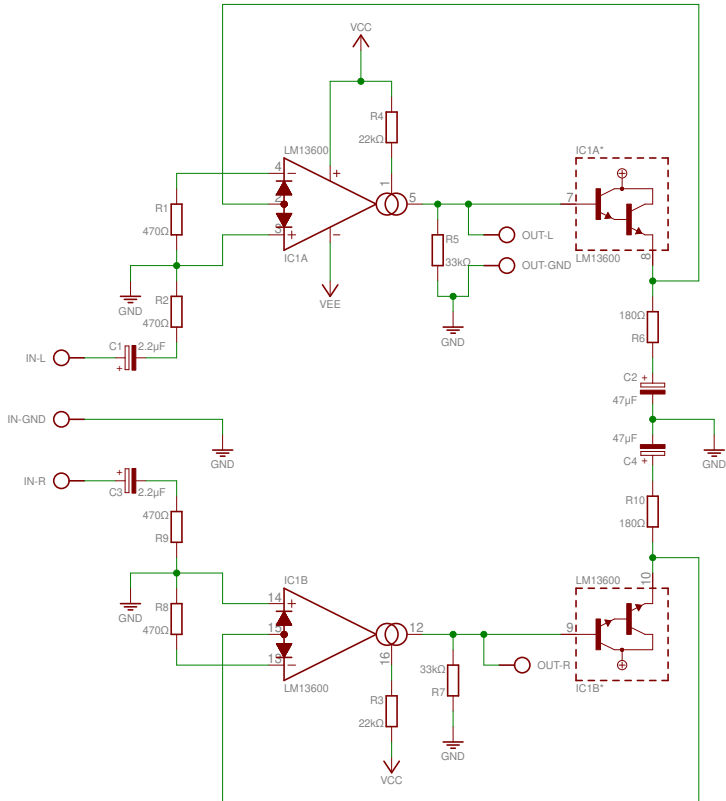 VCC
R4
22kΩ
LM13600
IC1A*
4
1
2
5
7
R1
470Ω
3
R5
33kΩ
OUT-L
OUT-GND
IC1A
LM13600
8
GND
R2
470Ω
VEE
GND
180Ω
R6
C1
2.2µF
IN-L
C2
47µF
IN-GND
GND
47µF
C4
GND
IN-R
C3
2.2µF
R10
180Ω
470Ω
R9
IC1B
LM13600
10
14
GND
R8
470Ω
15
12
9
13
16
33kΩ
R7
OUT-R
LM13600
IC1B*
R3
22kΩ
GND
VCC